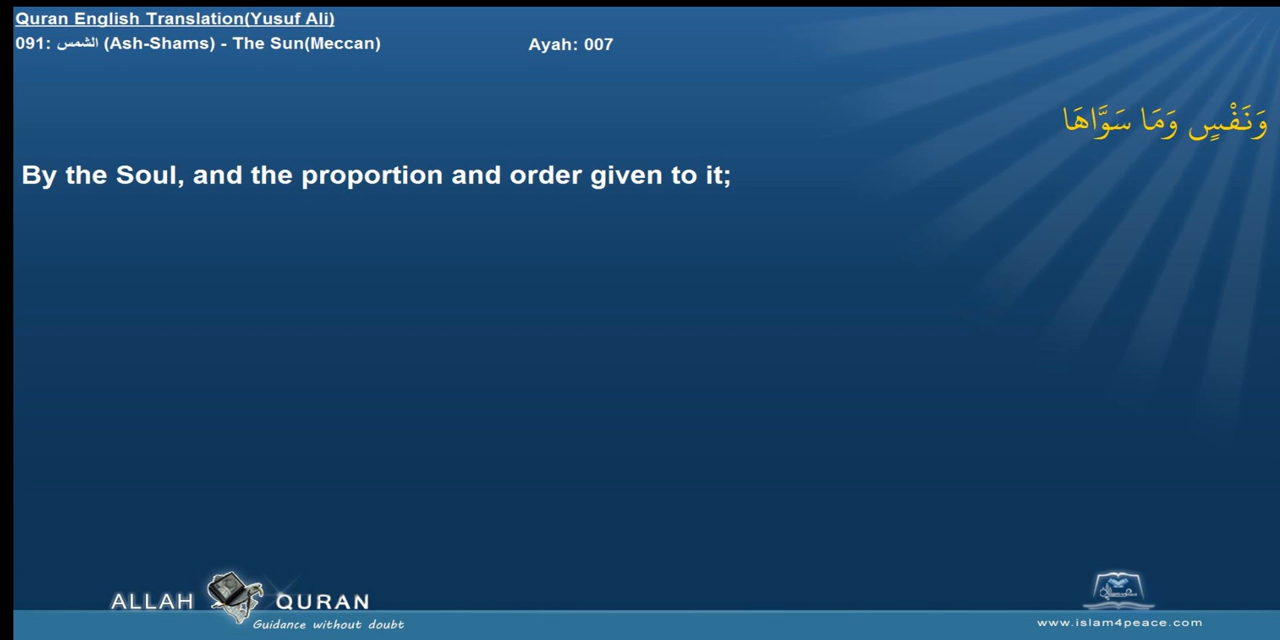 Quran English Translation(Yusuf Ali)
091: الشمس (Ash-Shams) - The Sun(Meccan) Ayah: 007
وَنَفْسٍ وَمَا سَوَّاهَا
By the Soul, and the proportion and order given to it;
ALLAH QURAN
Guidance without doubt
www.islam4peace.com